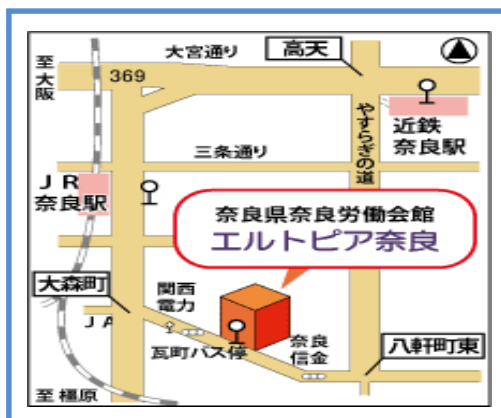 大宮通り
高天
至大阪
369
近鉄
奈良駅
やすらぎの道
三条通り
ＪＲ
奈良駅
奈良県奈良労働会館
エルトピア奈良
大森町
関西
電力
ＪＡ
瓦町バス停
奈良
信金
八軒町東
至橿原